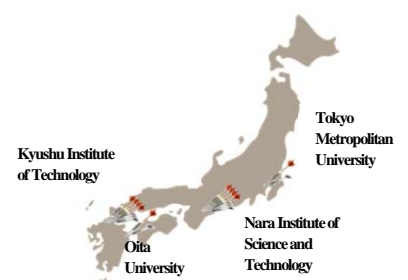 Tokyo
Metropolitan
University
Kyushu Institute
of Technology
Nara Institute of
Science and
Technology
Oita
University